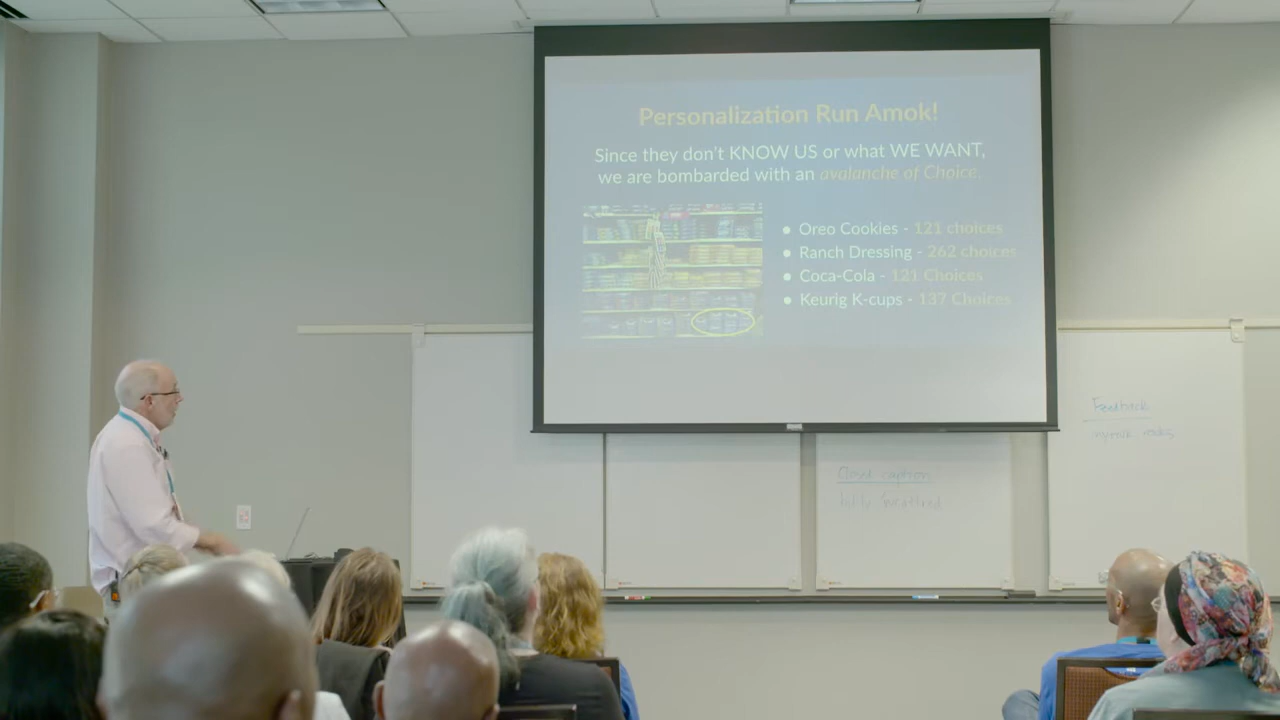 Personalization Run Amok!
Since they don't KNOW US or what WE WANT,
we are bombarded with an avalanche of Choice.
• Oreo Cookies - 121 choices
• Ranch Dressing - 262 choices
• Coca-Cola - 121 Choices
• Keurig K-cups - 137 Choices
Feedback
Closed caption